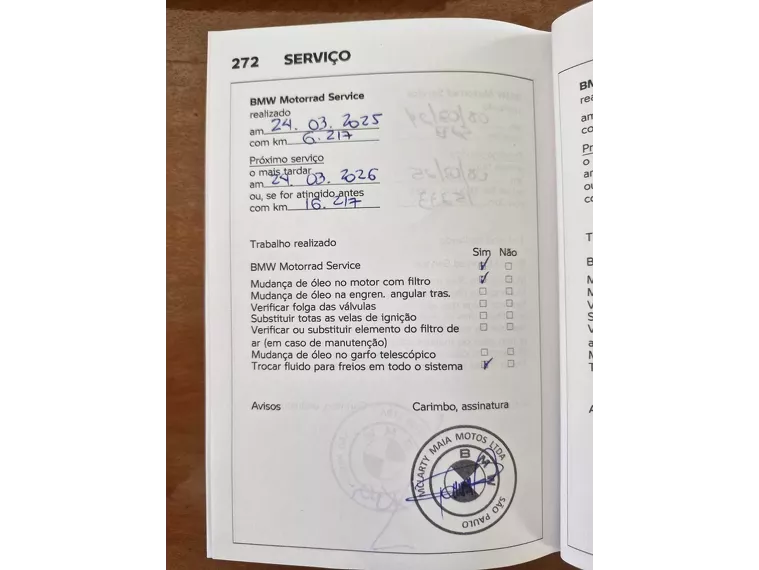 272 SERVIÇO
BMW Motorrad Service
realizado
am 24. 03. 2025
com km 6. 217
Próximo serviço
o mais tardar
am 24. 03. 2026
ou, se for atingido antes
com km 16. 217
Trabalho realizado
Sim Não
BMW Motorrad Service
Mudança de óleo no motor com filtro
Mudança de óleo na engren. angular tras.
Verificar folga das válvulas
Substituir totas as velas de ignição
Verificar ou substituir elemento do filtro de
ar (em caso de manutenção)
Mudança de óleo no garfo telescópico
Trocar fluido para freios em todo o sistema
Avisos
Carimbo, assinatura
MCLARTY MAIA MOTOS LTDA
BMW
SÃO PAULO